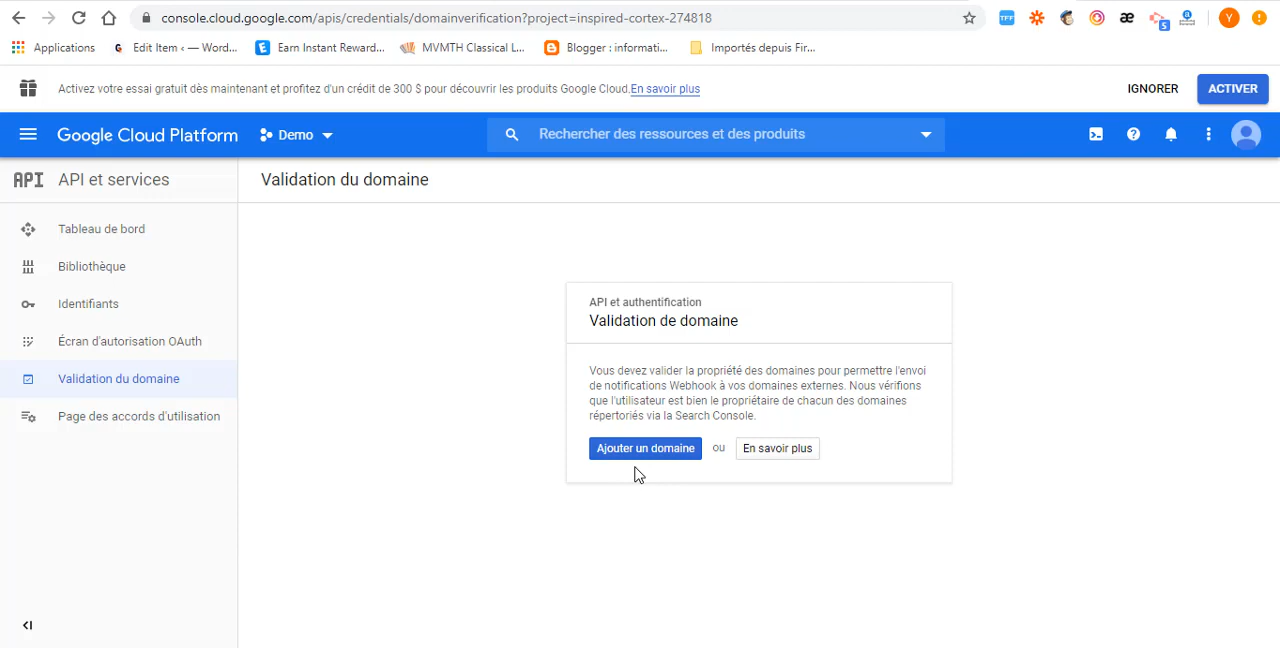 console.cloud.google.com/apis/credentials/domainverification?project=inspired-cortex-274818
Applications
G Edit Item ‹ — Word...
Earn Instant Reward...
MVMTH Classical L...
Blogger : informati...
Importés depuis Fir...
Activez votre essai gratuit dès maintenant et profitez d'un crédit de 300 $ pour découvrir les produits Google Cloud.En savoir plus
IGNORER
ACTIVER
Google Cloud Platform
Demo
Rechercher des ressources et des produits
API API et services
Validation du domaine
Tableau de bord
Bibliothèque
Identifiants
Écran d'autorisation OAuth
Validation du domaine
Page des accords d'utilisation
API et authentification
Validation de domaine
Vous devez valider la propriété des domaines pour permettre l'envoi
de notifications Webhook à vos domaines externes. Nous vérifions
que l'utilisateur est bien le propriétaire de chacun des domaines
répertoriés via la Search Console.
Ajouter un domaine ou En savoir plus